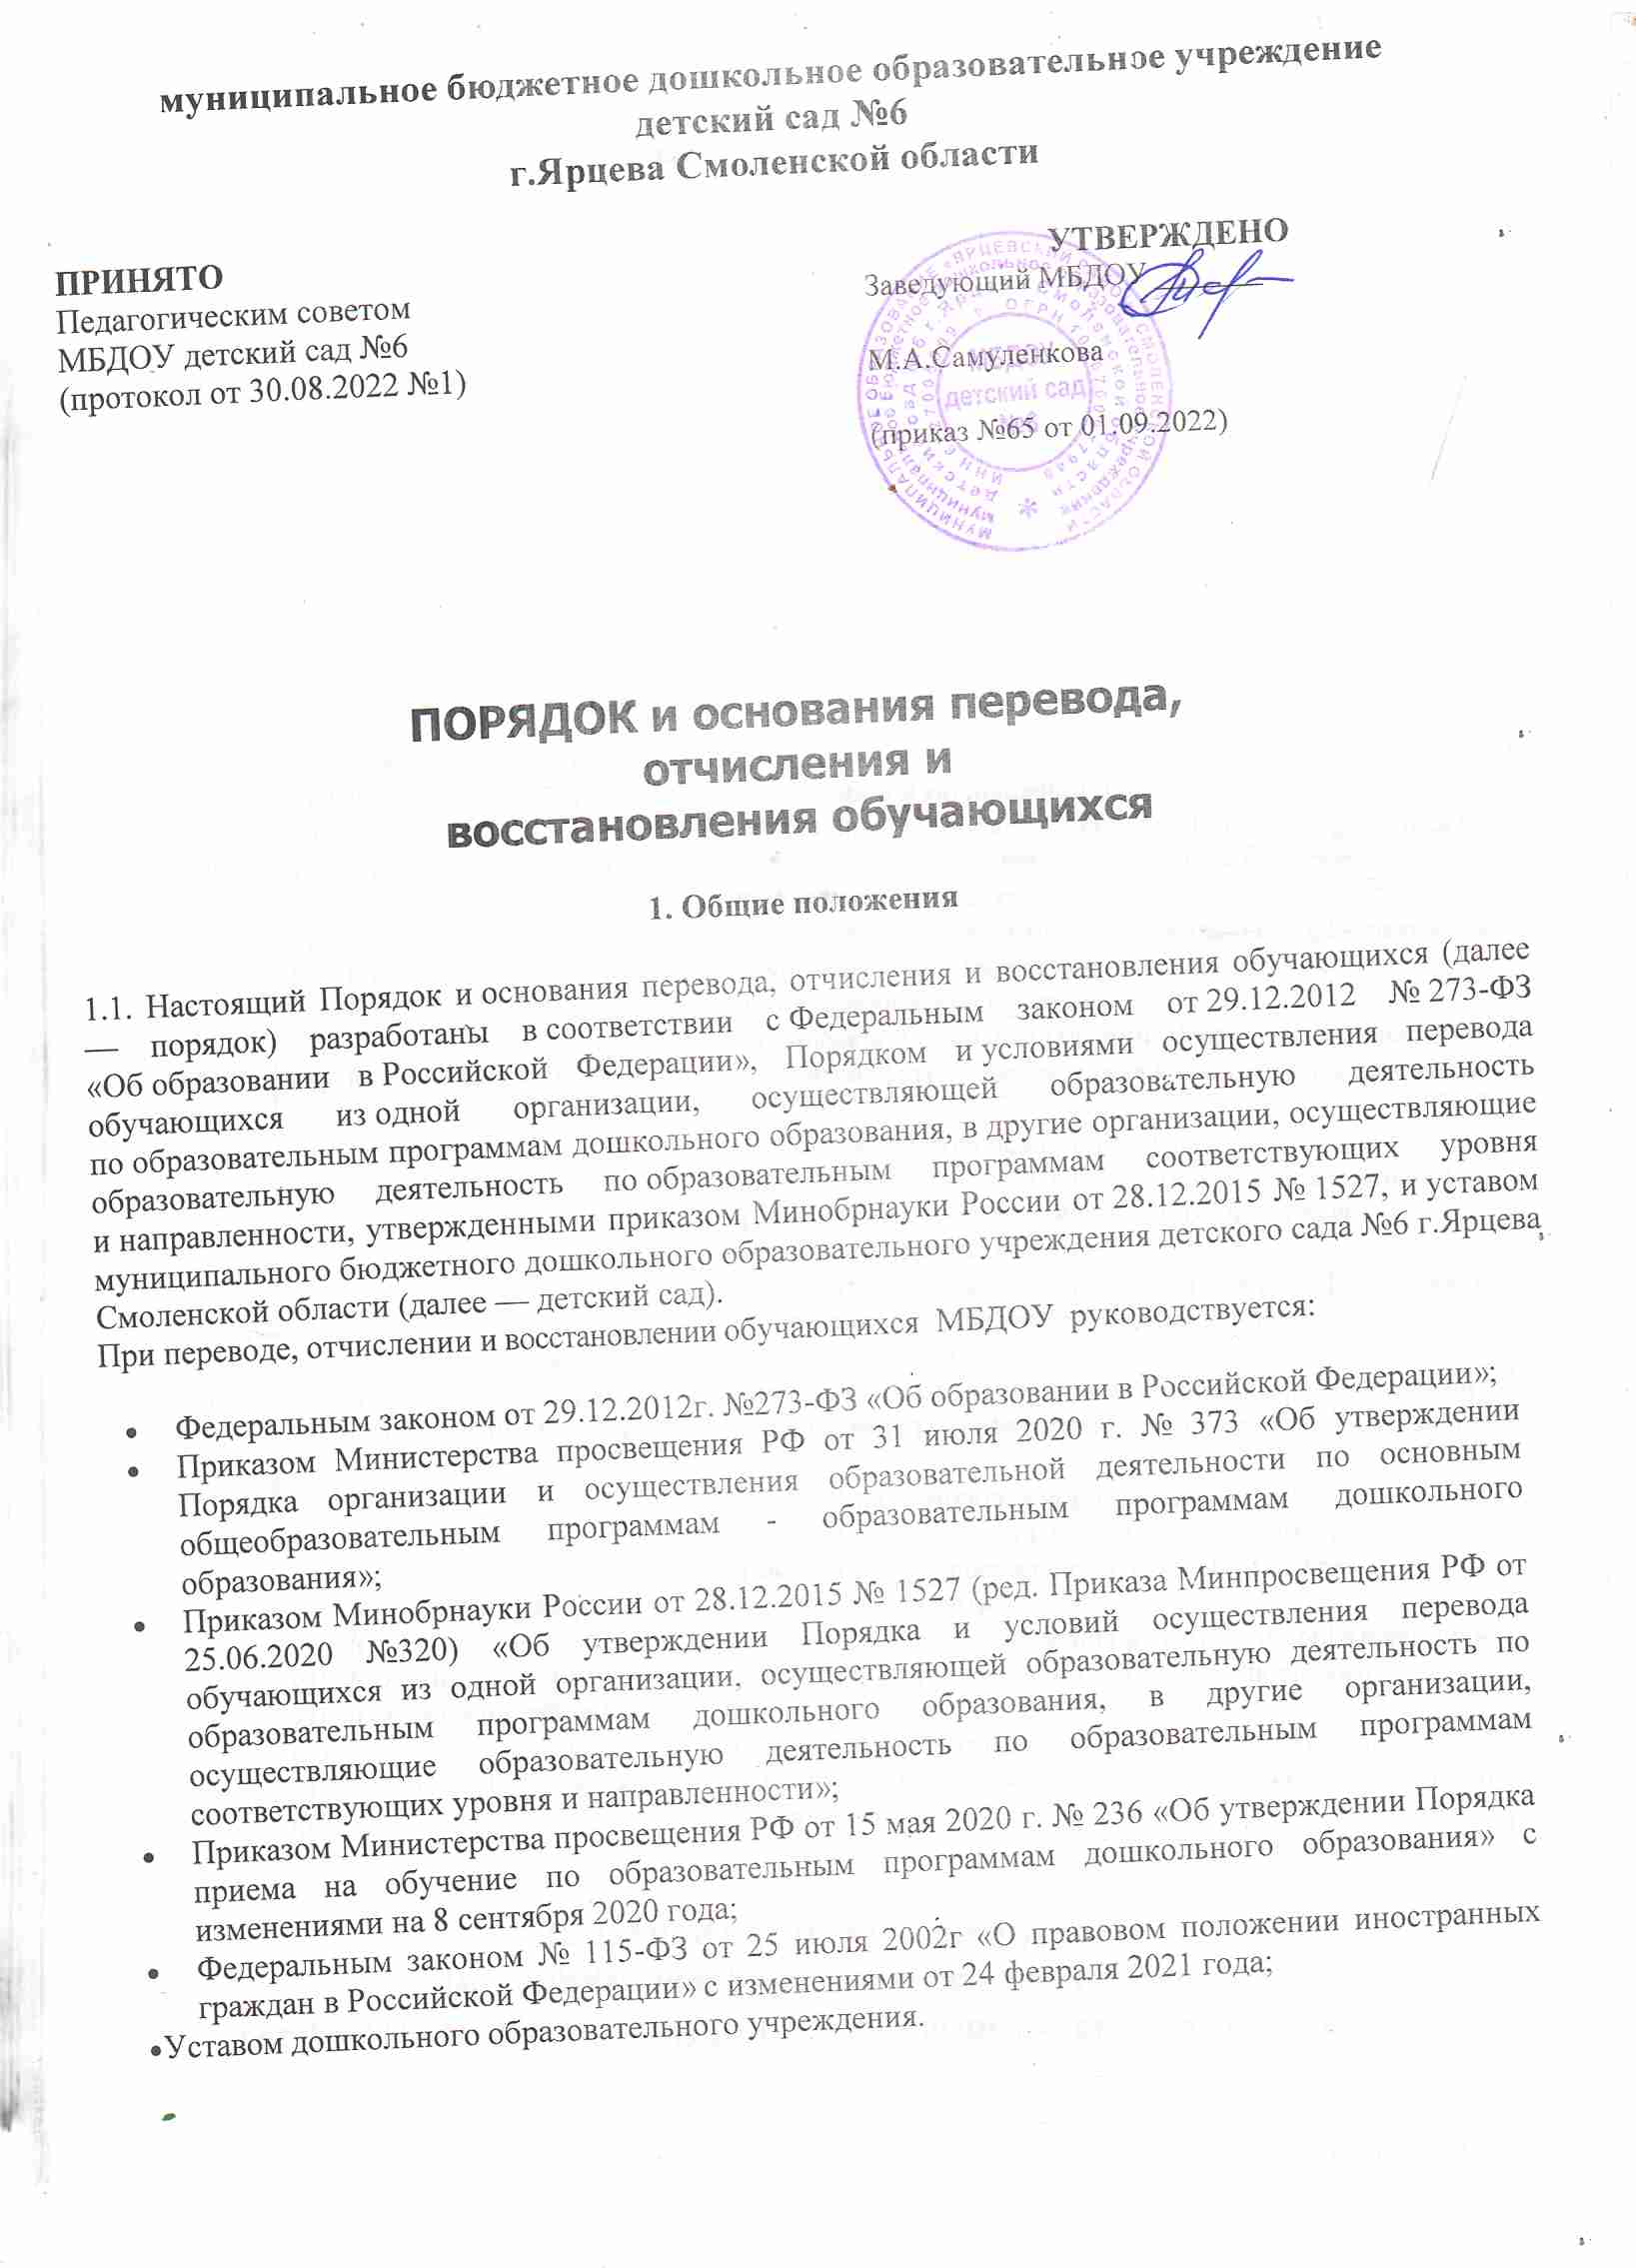 муниципальное бюджетное дошкольное образовательное учреждение
детский сад №6
г.Ярцева Смоленской области
ПРИНЯТО
Педагогическим советом
МБДОУ детский сад №6
(протокол от 30.08.2022 №1)
УТВЕРЖДЕНО
Заведующий МБДОУ
М.А.Самуленкова
(приказ №65 от 01.09.2022)
МБДОУ
детский сад
ПОРЯДОК и основания перевода,
отчисления и
восстановления обучающихся
1. Общие положения
1.1. Настоящий Порядок и основания перевода, отчисления и восстановления обучающихся (далее
— порядок) разработаны в соответствии с Федеральным законом от 29.12.2012 № 273-ФЗ
«Об образовании в Российской Федерации», Порядком и условиями осуществления перевода
обучающихся из одной организации, осуществляющей образовательную деятельность
по образовательным программам дошкольного образования, в другие организации, осуществляющие
образовательную деятельность по образовательным программам соответствующих уровня
и направленности, утвержденными приказом Минобрнауки России от 28.12.2015 № 1527, и уставом
муниципального бюджетного дошкольного образовательного учреждения детского сада №6 г.Ярцева
Смоленской области (далее — детский сад).
При переводе, отчислении и восстановлении обучающихся МБДОУ руководствуется:
• Федеральным законом от 29.12.2012г. №273-ФЗ «Об образовании в Российской Федерации»;
• Приказом Министерства просвещения РФ от 31 июля 2020 г. № 373 «Об утверждении
Порядка организации и осуществления образовательной деятельности по основным
общеобразовательным программам - образовательным программам дошкольного
образования»;
• Приказом Минобрнауки России от 28.12.2015 № 1527 (ред. Приказа Минпросвещения РФ от
25.06.2020 №320) «Об утверждении Порядка и условий осуществления перевода
обучающихся из одной организации, осуществляющей образовательную деятельность по
образовательным программам дошкольного образования, в другие организации,
осуществляющие образовательную деятельность по образовательным программам
соответствующих уровня и направленности»;
• Приказом Министерства просвещения РФ от 15 мая 2020 г. № 236 «Об утверждении Порядка
приема на обучение по образовательным программам дошкольного образования» с
изменениями на 8 сентября 2020 года;
• Федеральным законом № 115-ФЗ от 25 июля 2002г «О правовом положении иностранных
граждан в Российской Федерации» с изменениями от 24 февраля 2021 года;
•Уставом дошкольного образовательного учреждения.